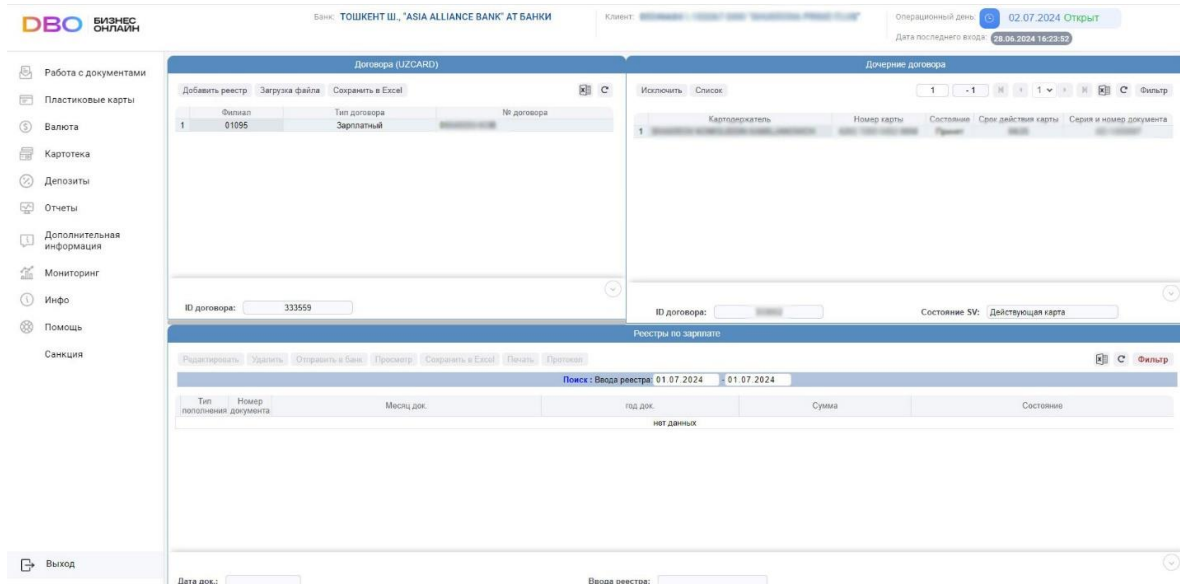 DBO БИЗНЕС ОНЛАЙН
Банк: ТОШКЕНТ Ш., "ASIA ALLIANCE BANK" АТ БАНКИ
Клиент:
Операционный день: 02.07.2024 Открыт
Дата последнего входа: 28.06.2024 16:23:52
Работа с документами
Пластиковые карты
Валюта
Картотека
Депозиты
Отчеты
Дополнительная
информация
Мониторинг
Инфо
Помощь
Санкция
Выход
Договора (UZCARD)
Добавить реестр Загрузка файла Сохранить в Excel
Филиал Тип договора № договора
1 01095 Зарплатный
ID договора: 333559
Дочерние договора
Исключить Список 1 - 1 1 Фильтр
Картодержатель Номер карты Состояние Срок действия карты Серия и номер документа
1
ID договора: Состояние SV: Действующая карта
Реестры по зарплате
Редактировать Удалить Отправить в банк Просмотр Сохранить в Excel Печать Протокол Фильтр
Поиск : Ввода реестра: 01.07.2024 - 01.07.2024
Тип пополнения Номер документа Месяц док. год док. Сумма Состояние
нет данных
Дата док.: Ввода реестра: